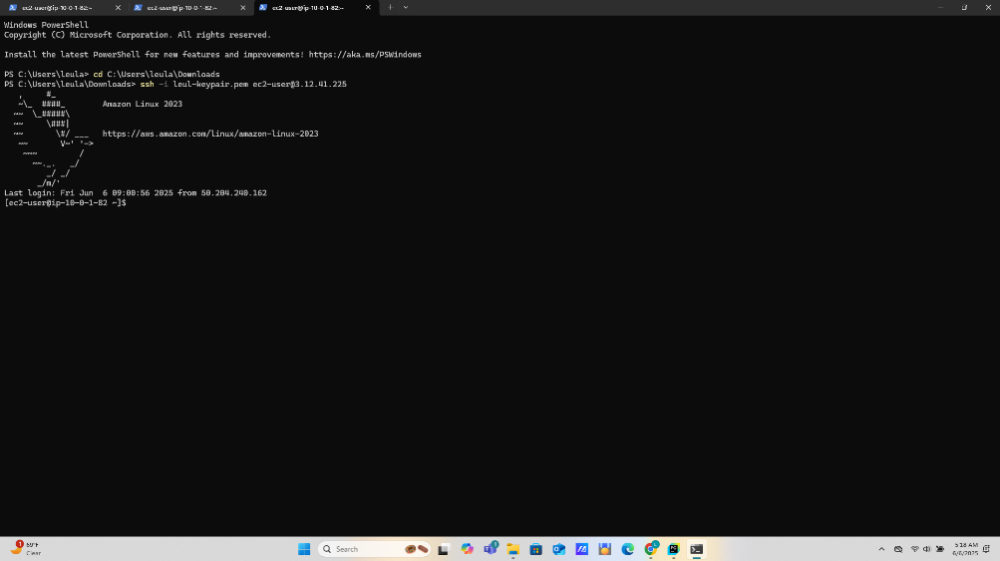 ec2-user@ip-10-0-1-82:~ ec2-user@ip-10-0-1-82:~ ec2-user@ip-10-0-1-82:~
Windows PowerShell
Copyright (C) Microsoft Corporation. All rights reserved.
Install the latest PowerShell for new features and improvements! https://aka.ms/PSWindows
PS C:\Users\leula> cd C:\Users\leula\Downloads
PS C:\Users\leula\Downloads> ssh -i leul-keypair.pem ec2-user@3.12.41.225
   ,     #_
   ~\_  ####_        Amazon Linux 2023
  ~~  \_#####\
  ~~     \###|
  ~~       \#/ ___   https://aws.amazon.com/linux/amazon-linux-2023
   ~~       V~' '->
    ~~~         /
      ~~._.   _/
         _/ _/
       _/m/'
Last login: Fri Jun  6 09:00:56 2025 from 50.204.240.162
[ec2-user@ip-10-0-1-82 ~]$
1 69°F
Clear
Search
1
5:18 AM
6/6/2025